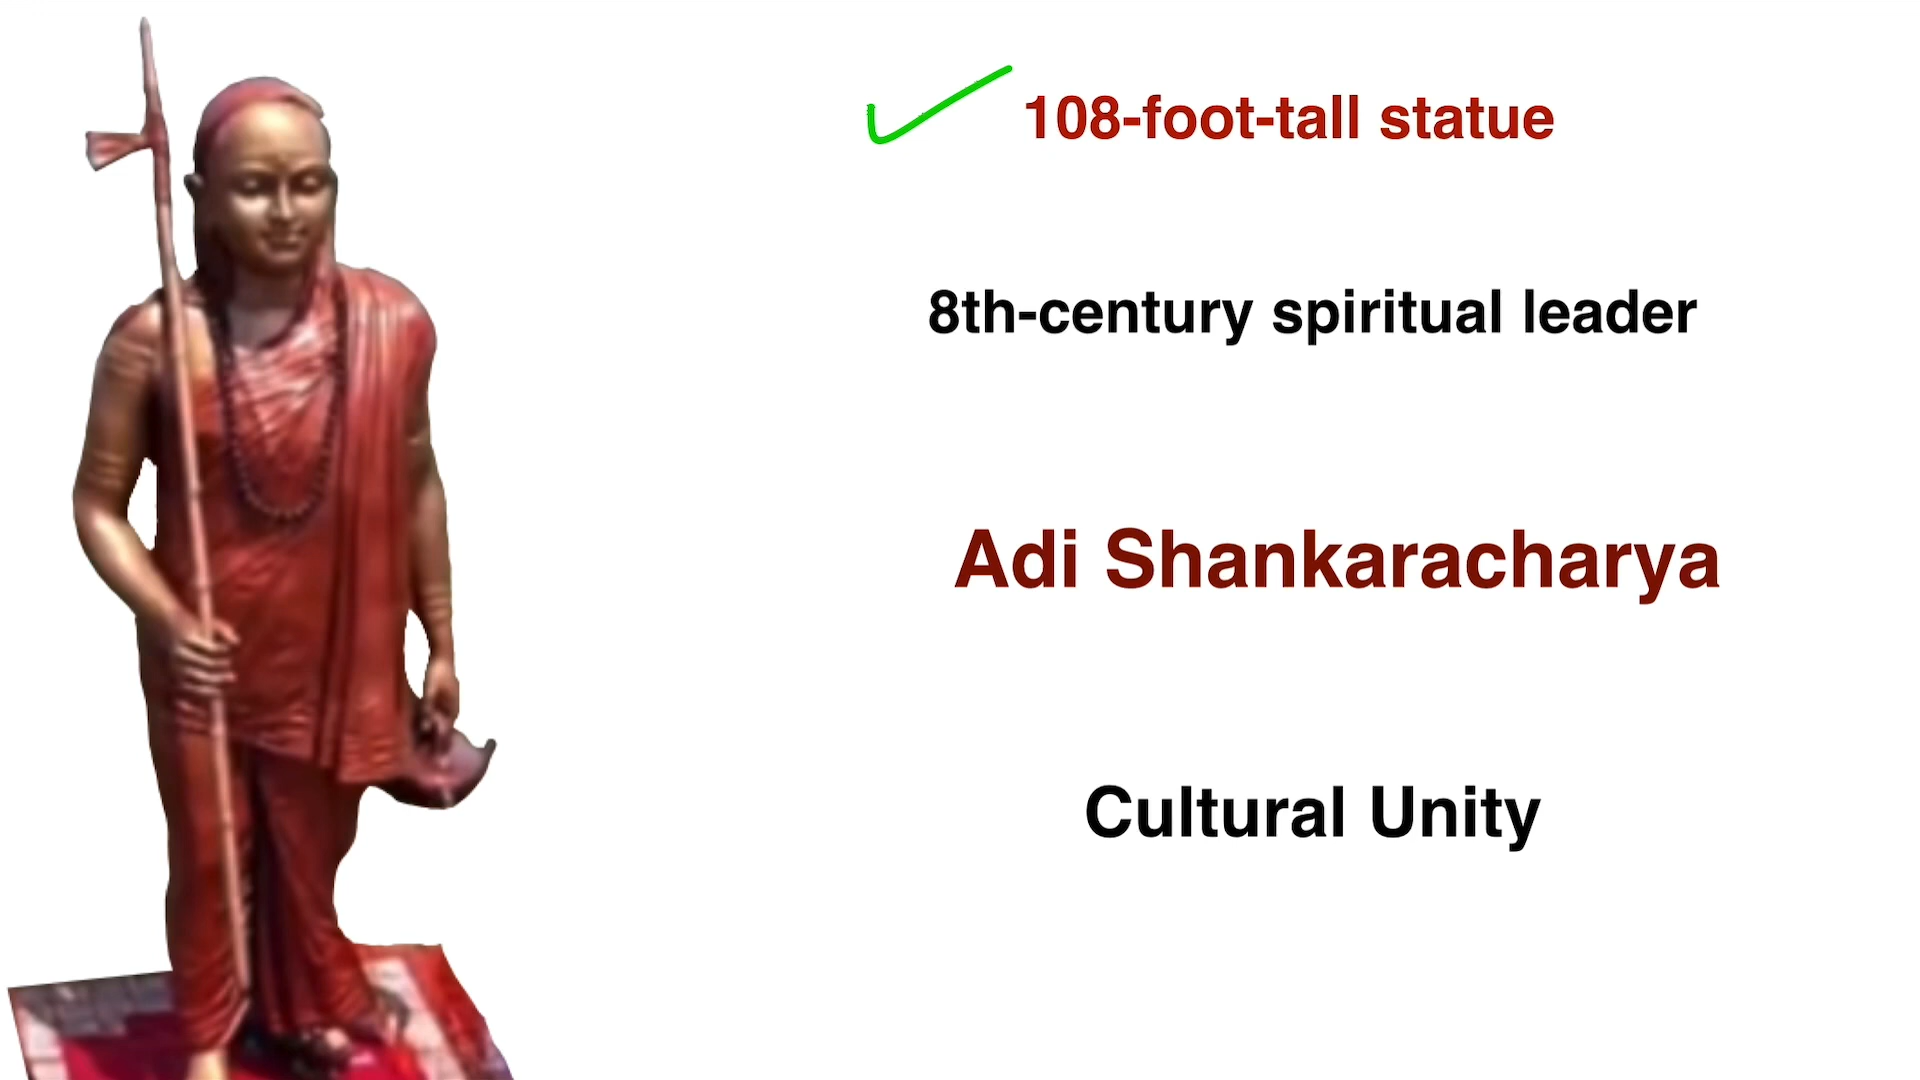 108-foot-tall statue
8th-century spiritual leader
Adi Shankaracharya
Cultural Unity